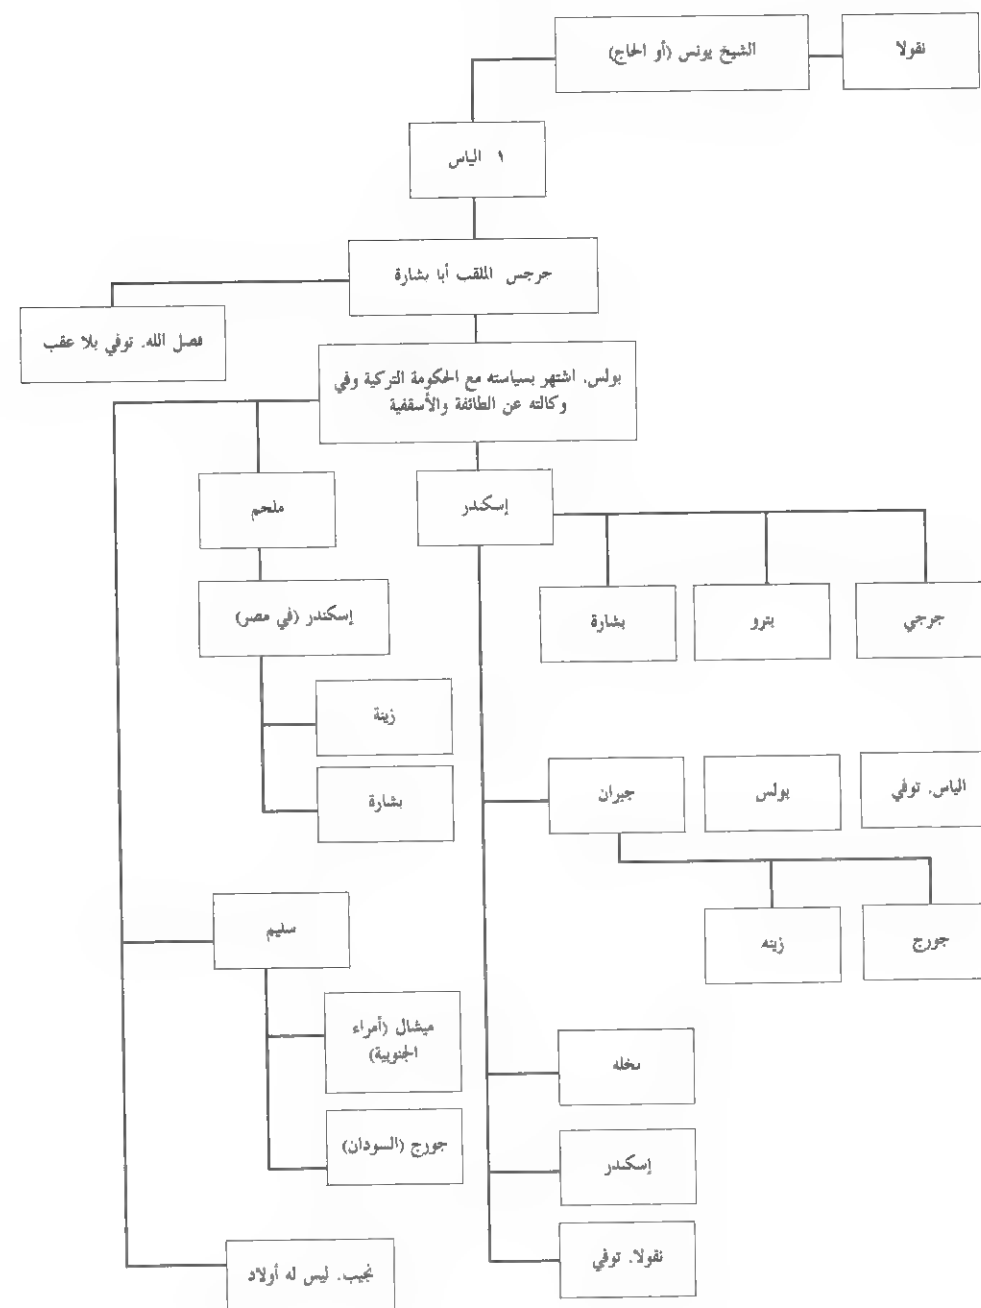 نقولا
الشيخ يونس (أو الحاج)
١ الياس
جرجس الملقب أبا بشارة
فصل الله. توفي بلا عقب
بولس. اشتهر بسياسته مع الحكومة التركية وفي
وكالته عن الطائفة والأسقفية
ملحم
إسكندر
إسكندر (في مصر)
جرجي
بترو
بشارة
زينة
بشارة
الياس. توفي
بولس
جبران
جورج
زينه
سليم
ميشال (أمراء
الجنوبية)
جورج (السودان)
نخله
إسكندر
نقولا. توفي
نجيب. ليس له أولاد